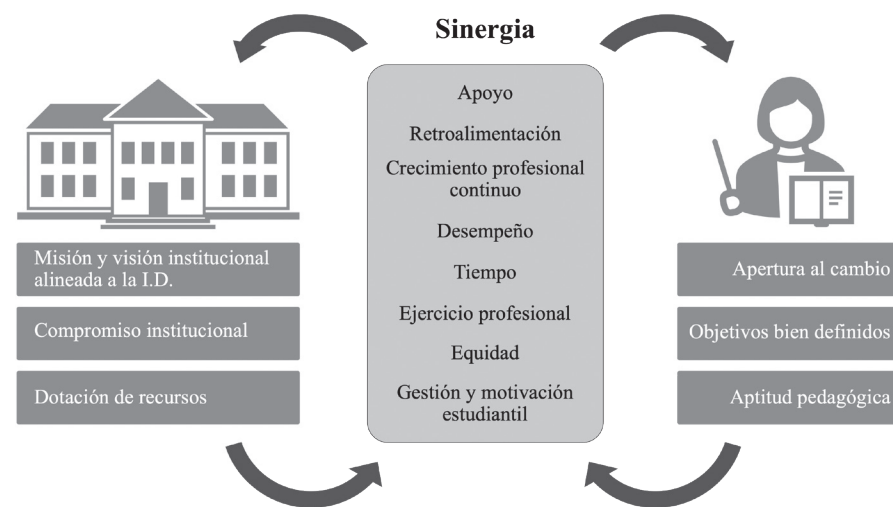 Sinergia
Apoyo
Retroalimentación
Crecimiento profesional
continuo
Desempeño
Tiempo
Ejercicio profesional
Equidad
Gestión y motivación
estudiantil
Misión y visión institucional
alineada a la I.D.
Compromiso institucional
Dotación de recursos
Apertura al cambio
Objetivos bien definidos
Aptitud pedagógica